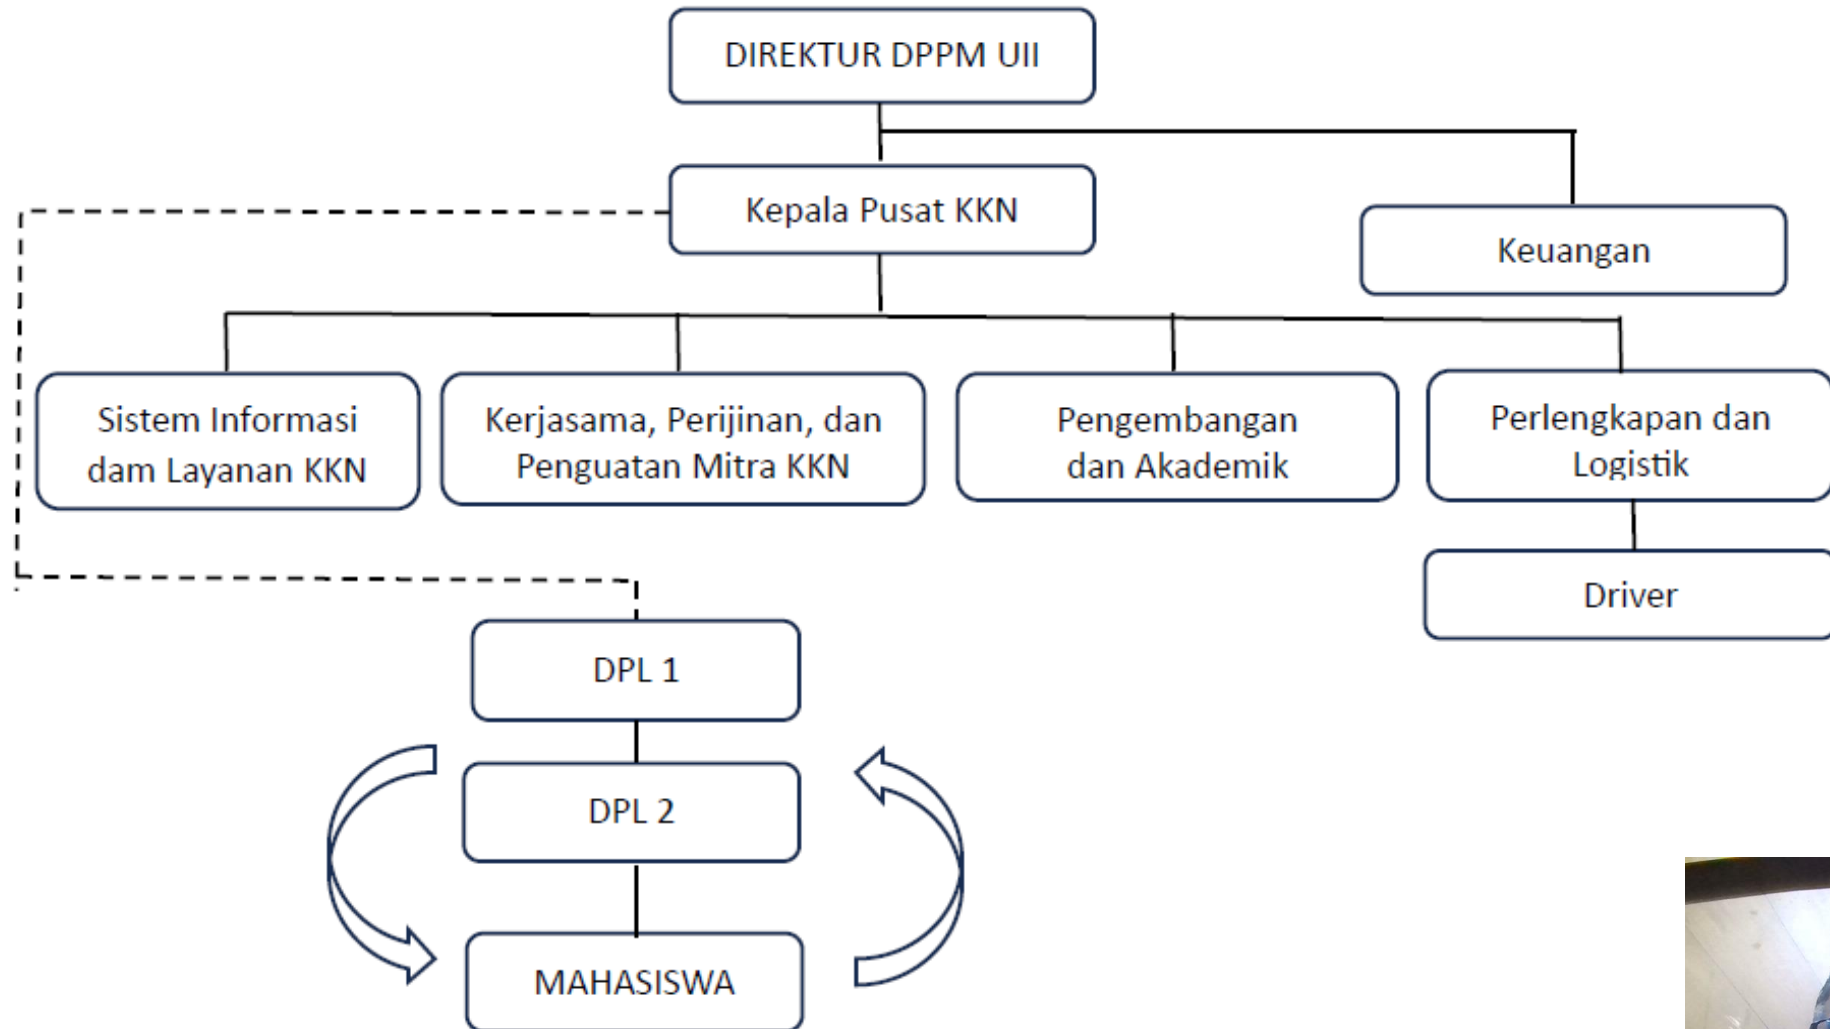 DIREKTUR DPPM UII
Kepala Pusat KKN
Keuangan
Sistem Informasi
dam Layanan KKN
Kerjasama, Perijinan, dan
Penguatan Mitra KKN
Pengembangan
dan Akademik
Perlengkapan dan
Logistik
Driver
DPL 1
DPL 2
MAHASISWA